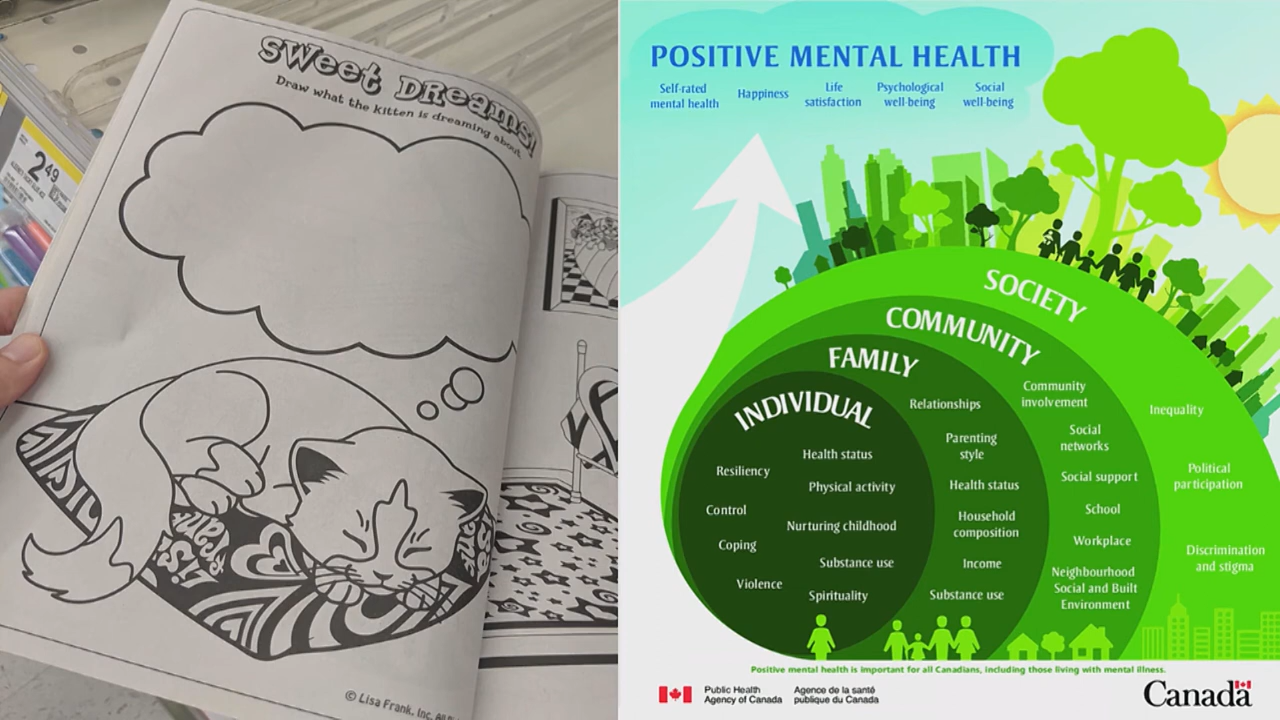 SWeet DReams!
Draw what the kitten is dreaming about.
2 49
© Lisa Frank, Inc. All
POSITIVE MENTAL HEALTH
Self-rated
mental health
Happiness
Life
satisfaction
Psychological
well-being
Social
well-being
SOCIETY
Inequality
Political
participation
Discrimination
and stigma
COMMUNITY
Community
involvement
Social
networks
Social support
School
Workplace
Neighbourhood
Social and Built
Environment
FAMILY
Relationships
Parenting
style
Health status
Household
composition
Income
Substance use
INDIVIDUAL
Health status
Resiliency
Physical activity
Control
Nurturing childhood
Coping
Substance use
Violence
Spirituality
Positive mental health is important for all Canadians, including those living with mental illness.
Public Health
Agency of Canada
Agence de la santé
publique du Canada
Canada